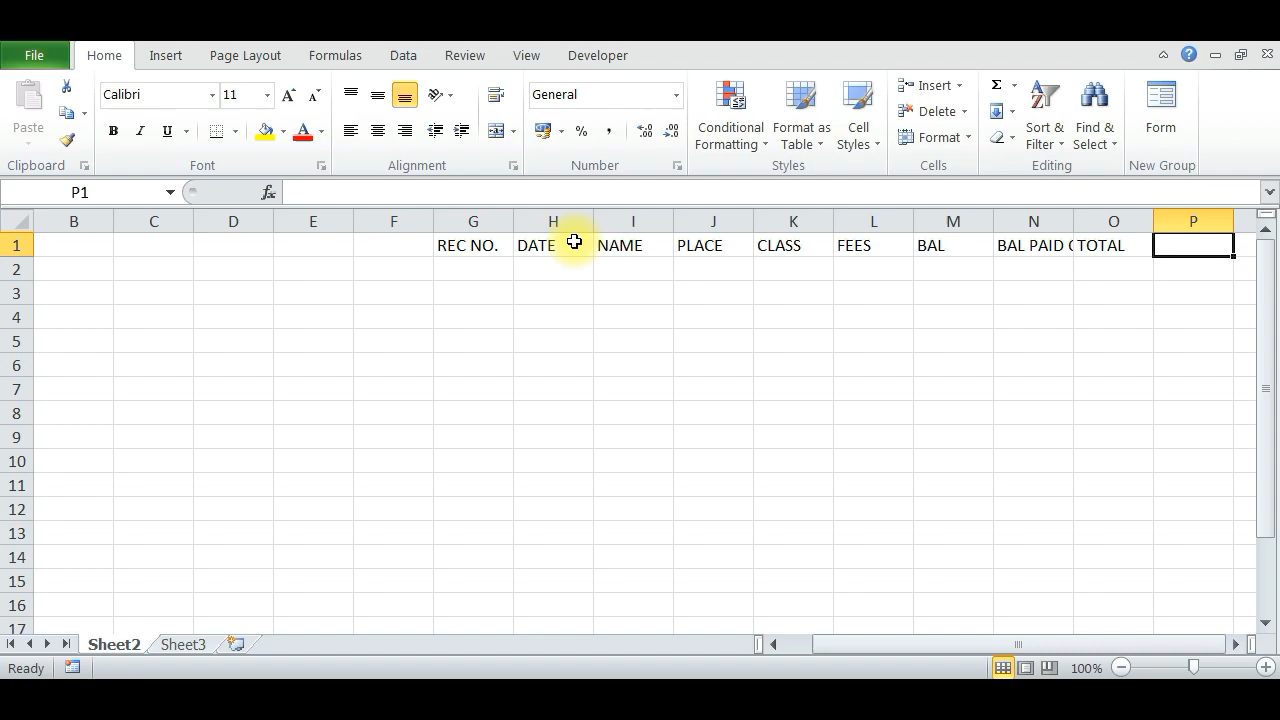 File Home Insert Page Layout Formulas Data Review View Developer
Calibri 11 General
Paste
B I U
% ,
Conditional Formatting
Format as Table
Cell Styles
Insert
Delete
Format
Σ
Sort & Filter
Find & Select
Form
Clipboard Font Alignment Number Styles Cells Editing New Group
P1 fx
B C D E F G H I J K L M N O P
1 REC NO. DATE NAME PLACE CLASS FEES BAL BAL PAID TOTAL
2
3
4
5
6
7
8
9
10
11
12
13
14
15
16
17
Sheet2 Sheet3
Ready 100%